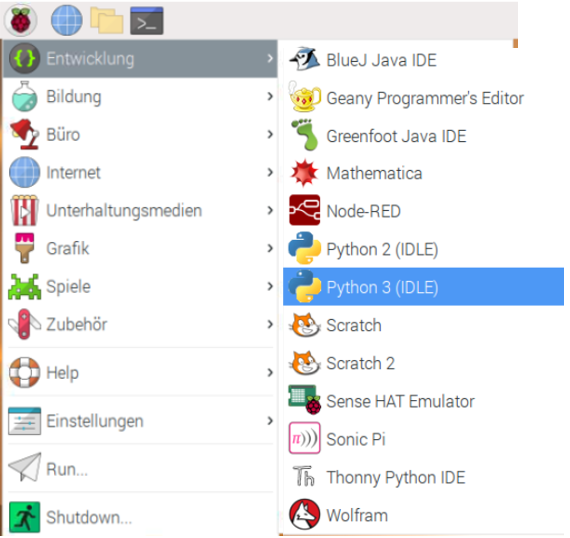 Entwicklung
Bildung
Büro
Internet
Unterhaltungsmedien
Grafik
Spiele
Zubehör
Help
Einstellungen
Run...
Shutdown...
BlueJ Java IDE
Geany Programmer's Editor
Greenfoot Java IDE
Mathematica
Node-RED
Python 2 (IDLE)
Python 3 (IDLE)
Scratch
Scratch 2
Sense HAT Emulator
n)))
Sonic Pi
Th
Thonny Python IDE
Wolfram